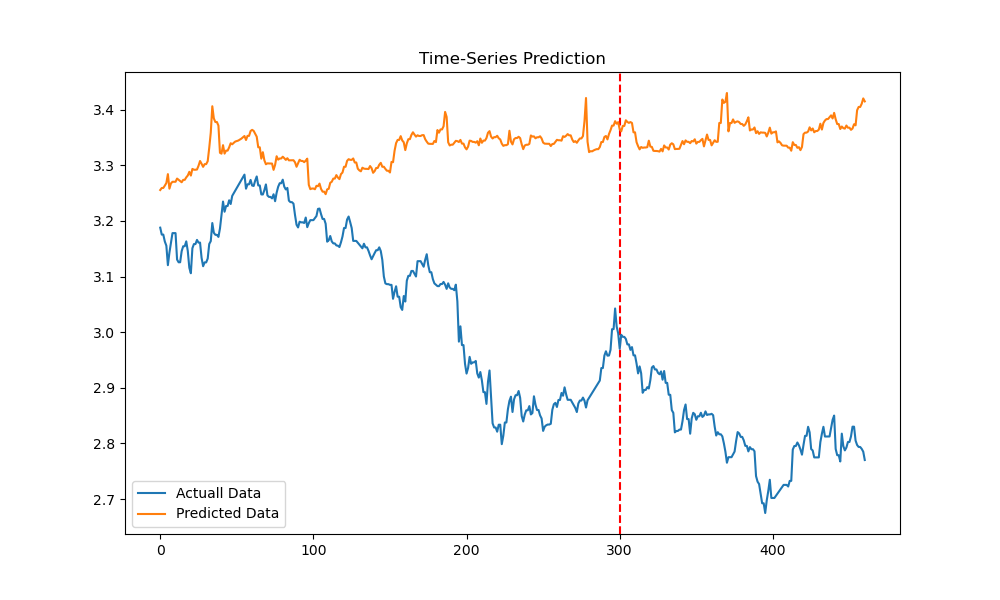 Time-Series Prediction
3.4
3.3
3.2
3.1
3.0
2.9
2.8
2.7
Actuall Data
Predicted Data
0 100 200 300 400